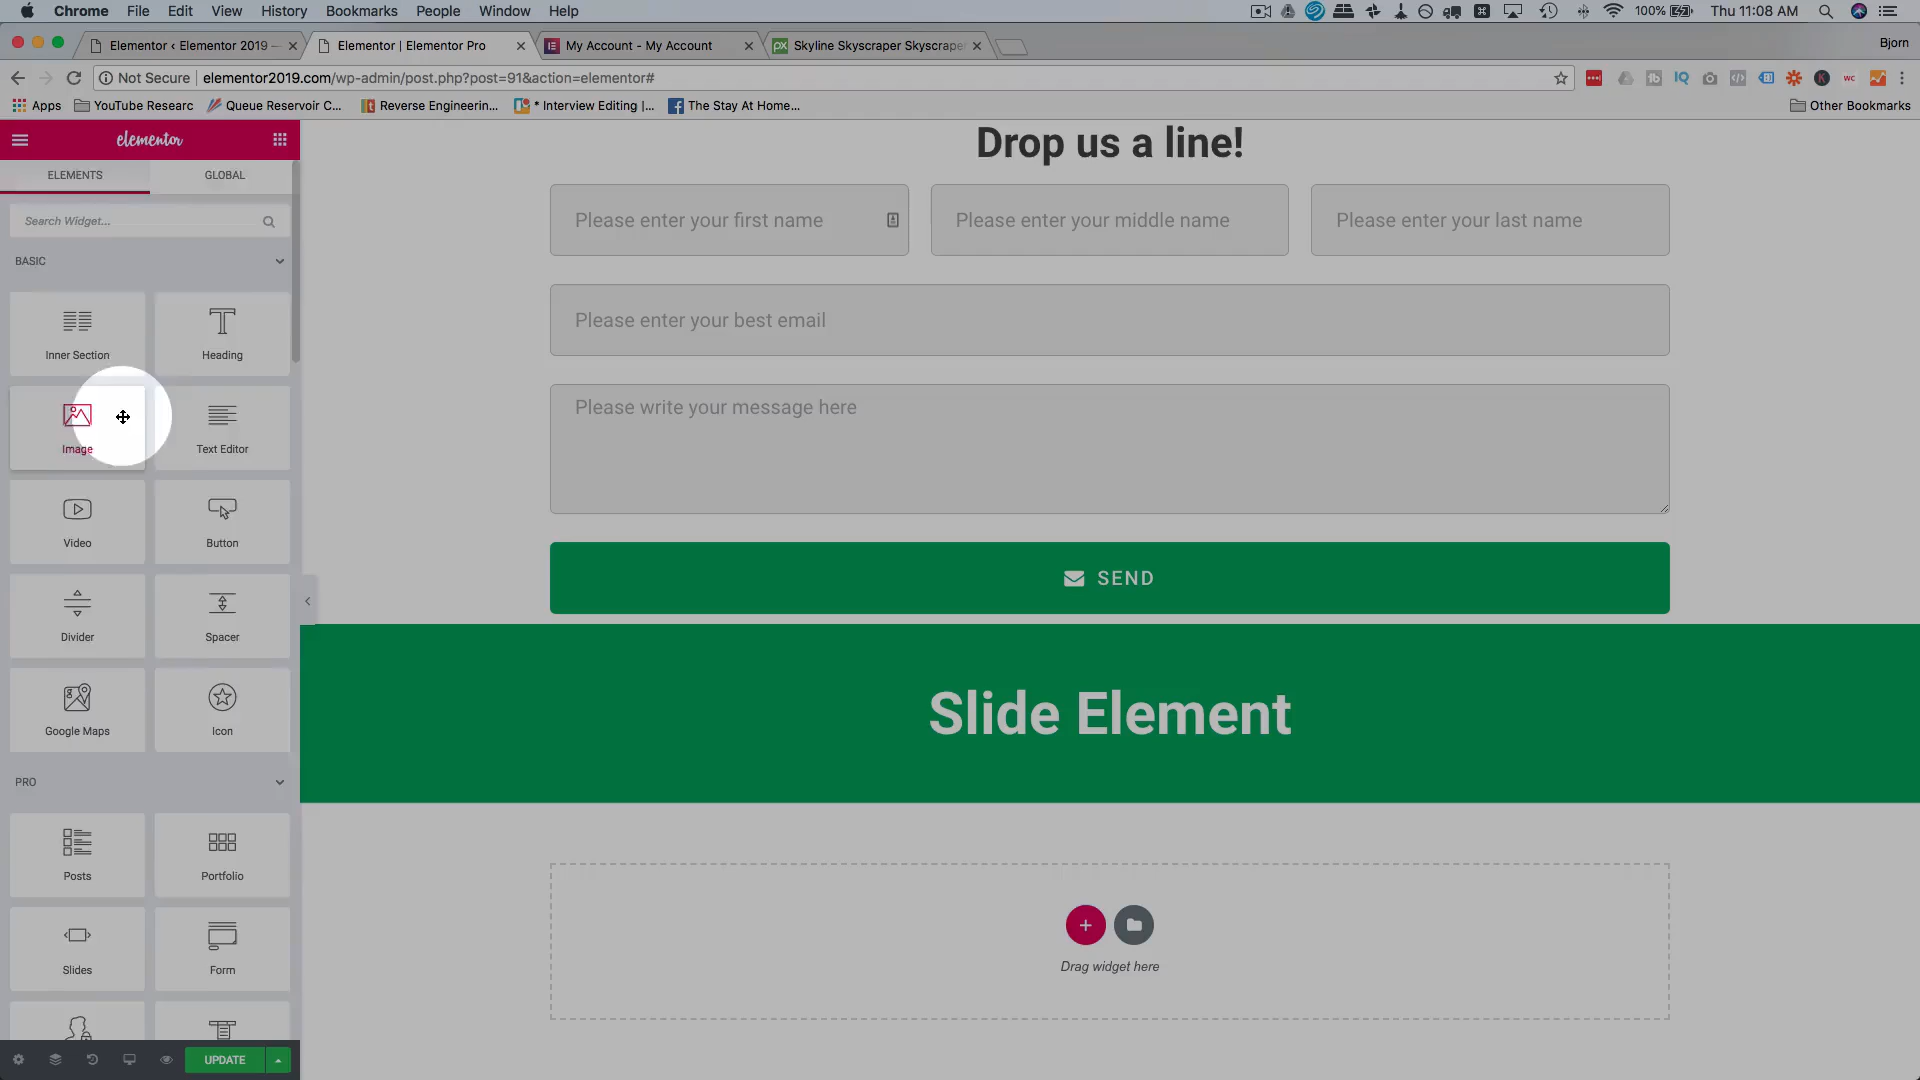 Chrome File Edit View History Bookmarks People Window Help
100% Thu 11:08 AM
Elementor ‹ Elementor 2019 —
Elementor | Elementor Pro
My Account - My Account
Skyline Skyscraper Skyscrape
Bjorn
Not Secure elementor2019.com/wp-admin/post.php?post=91&action=elementor#
Apps
YouTube Researc
Queue Reservoir C...
Reverse Engineerin...
* Interview Editing |...
The Stay At Home...
Other Bookmarks
elementor
ELEMENTS
GLOBAL
Search Widget...
BASIC
Inner Section
Heading
Image
Text Editor
Video
Button
Divider
Spacer
Google Maps
Icon
PRO
Posts
Portfolio
Slides
Form
UPDATE
Drop us a line!
Please enter your first name
Please enter your middle name
Please enter your last name
Please enter your best email
Please write your message here
SEND
Slide Element
Drag widget here